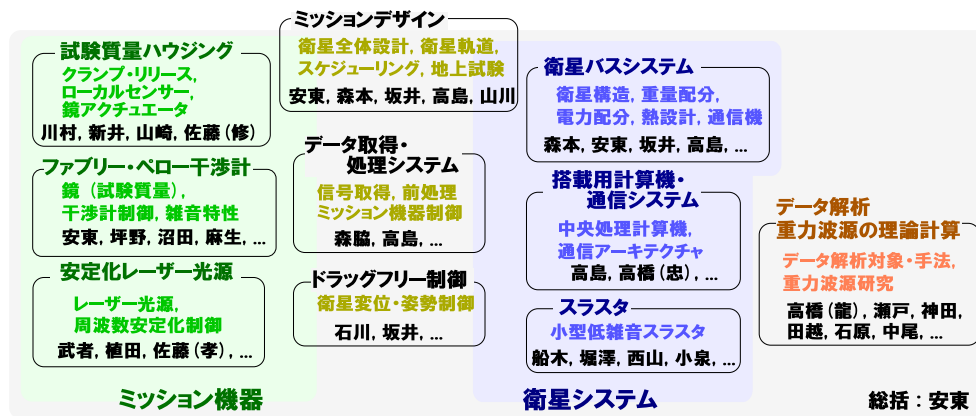 ミッションデザイン
衛星全体設計, 衛星軌道,
スケジューリング, 地上試験
安東, 森本, 坂井, 高島, 山川
試験質量ハウジング
クランプ・リリース,
ローカルセンサー,
鏡アクチュエータ
川村, 新井, 山崎, 佐藤(修)
ファブリー・ペロー干渉計
鏡 (試験質量),
干渉計制御, 雑音特性
安東, 坪野, 沼田, 麻生, ...
安定化レーザー光源
レーザー光源,
周波数安定化制御
武者, 植田, 佐藤(孝), ...
ミッション機器
データ取得・
処理システム
信号取得, 前処理
ミッション機器制御
森脇, 高島, ...
ドラッグフリー制御
衛星変位・姿勢制御
石川, 坂井, ...
衛星バスシステム
衛星構造, 重量配分,
電力配分, 熱設計, 通信機
森本, 安東, 坂井, 高島, ...
搭載用計算機・
通信システム
中央処理計算機,
通信アーキテクチャ
高島, 高橋(忠), ...
スラスタ
小型低雑音スラスタ
船木, 堀澤, 西山, 小泉, ...
衛星システム
データ解析
重力波源の理論計算
データ解析対象・手法,
重力波源研究
高橋(龍), 瀬戸, 神田,
田越, 石原, 中尾, ...
総括 : 安東